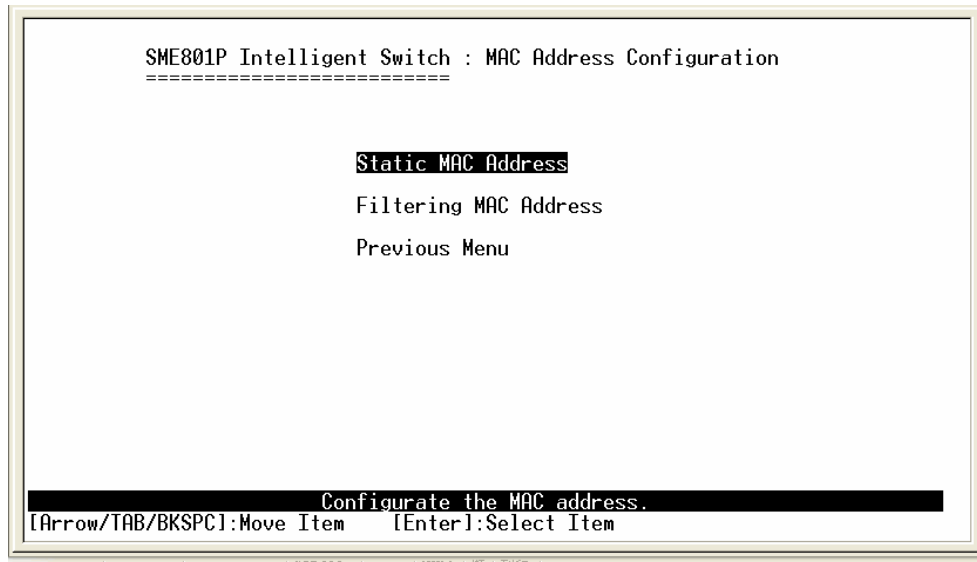 SME801P Intelligent Switch : MAC Address Configuration
==========================
Static MAC Address
Filtering MAC Address
Previous Menu
Configurate the MAC address.
[Arrow/TAB/BKSPC]:Move Item [Enter]:Select Item